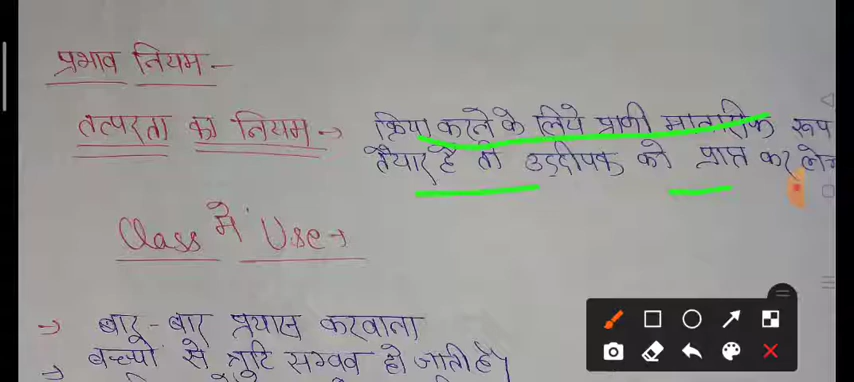 प्रभाव नियम -
तत्परता का नियम → क्रिया करने के लिये प्राणी मानसिक रूप
तैयार है तो उद्दीपक को प्राप्त कर
Class में Use →
→ बार-बार प्रयास करवाना
→ बच्चों से त्रुटि सम्भव हो जाती है।